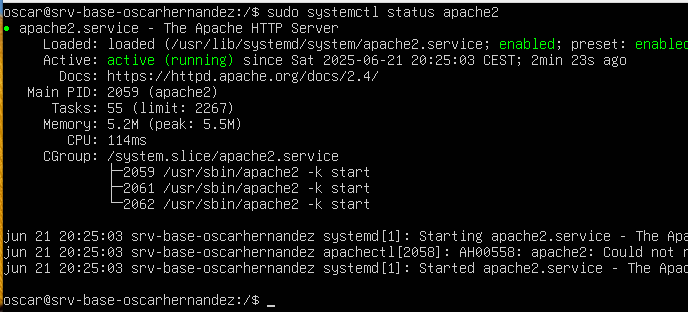 oscar@srv-base-oscarhernandez:/$ sudo systemctl status apache2
● apache2.service - The Apache HTTP Server
     Loaded: loaded (/usr/lib/systemd/system/apache2.service; enabled; preset: enabled
     Active: active (running) since Sat 2025-06-21 20:25:03 CEST; 2min 23s ago
       Docs: https://httpd.apache.org/docs/2.4/
   Main PID: 2059 (apache2)
      Tasks: 55 (limit: 2267)
     Memory: 5.2M (peak: 5.5M)
        CPU: 114ms
     CGroup: /system.slice/apache2.service
             ├─2059 /usr/sbin/apache2 -k start
             ├─2061 /usr/sbin/apache2 -k start
             └─2062 /usr/sbin/apache2 -k start
jun 21 20:25:03 srv-base-oscarhernandez systemd[1]: Starting apache2.service - The Apa
jun 21 20:25:03 srv-base-oscarhernandez apachectl[2058]: AH00558: apache2: Could not r
jun 21 20:25:03 srv-base-oscarhernandez systemd[1]: Started apache2.service - The Apac
oscar@srv-base-oscarhernandez:/$ _